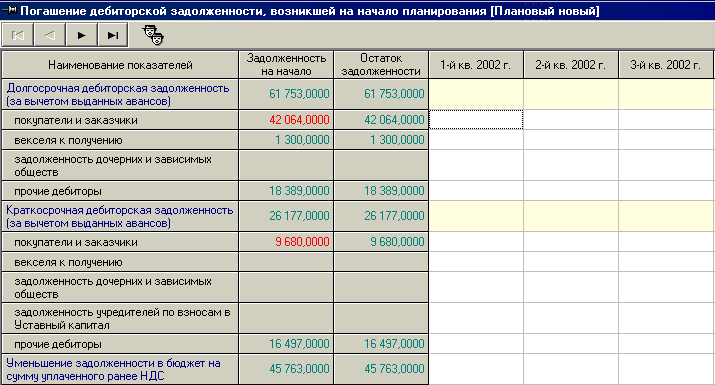 Погашение дебиторской задолженности, возникшей на начало планирования [Плановый новый]
Наименование показателей Задолженность на начало Остаток задолженности 1-й кв. 2002 г. 2-й кв. 2002 г. 3-й кв. 2002 г.
Долгосрочная дебиторская задолженность
(за вычетом выданных авансов) 61 753,0000 61 753,0000
покупатели и заказчики 42 064,0000 42 064,0000
векселя к получению 1 300,0000 1 300,0000
задолженность дочерних и зависимых
обществ
прочие дебиторы 18 389,0000 18 389,0000
Краткосрочная дебиторская задолженность
(за вычетом выданных авансов) 26 177,0000 26 177,0000
покупатели и заказчики 9 680,0000 9 680,0000
векселя к получению
задолженность дочерних и зависимых
обществ
задолженность учредителей по взносам в
Уставный капитал
прочие дебиторы 16 497,0000 16 497,0000
Уменьшение задолженности в бюджет на
сумму уплаченного ранее НДС 45 763,0000 45 763,0000